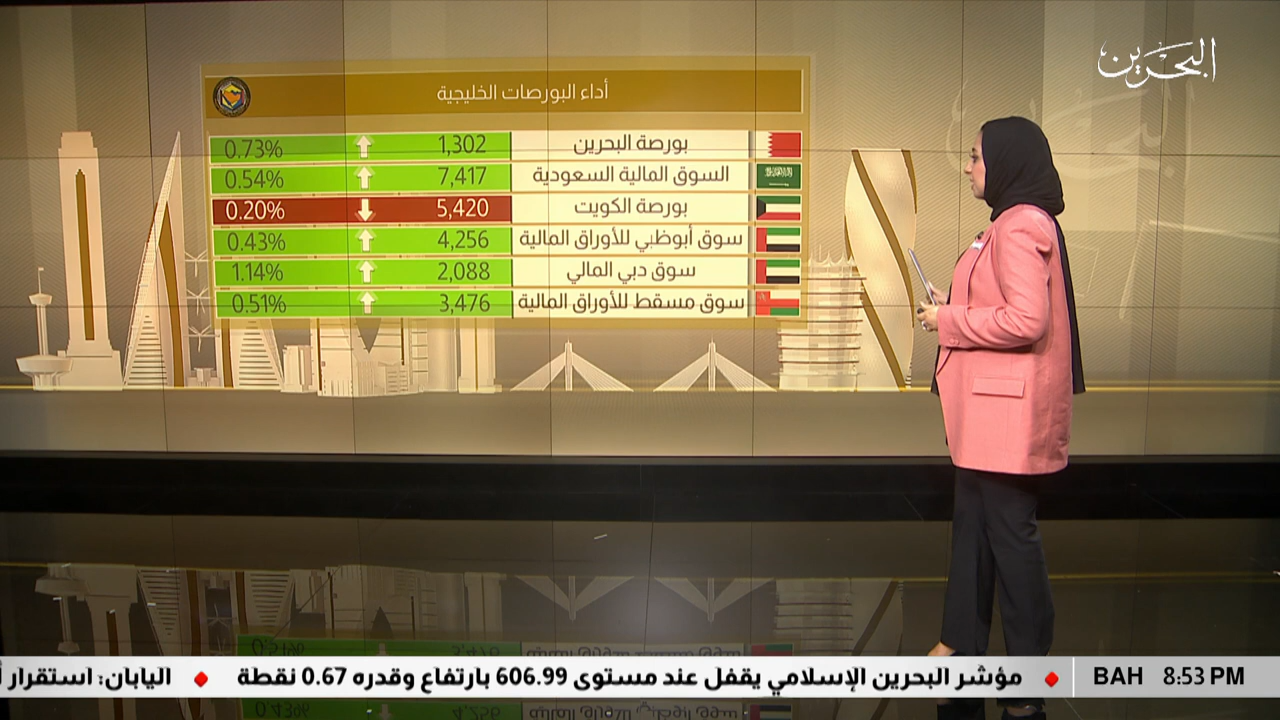 البحرين
أداء البورصات الخليجية
بورصة البحرين 1,302 0.73%
السوق المالية السعودية 7,417 0.54%
بورصة الكويت 5,420 0.20%
سوق أبوظبي للأوراق المالية 4,256 0.43%
سوق دبي المالي 2,088 1.14%
سوق مسقط للأوراق المالية 3,476 0.51%
BAH 8:53 PM
مؤشر البحرين الإسلامي يقفل عند مستوى 606.99 بارتفاع وقدره 0.67 نقطة
اليابان: استقرار